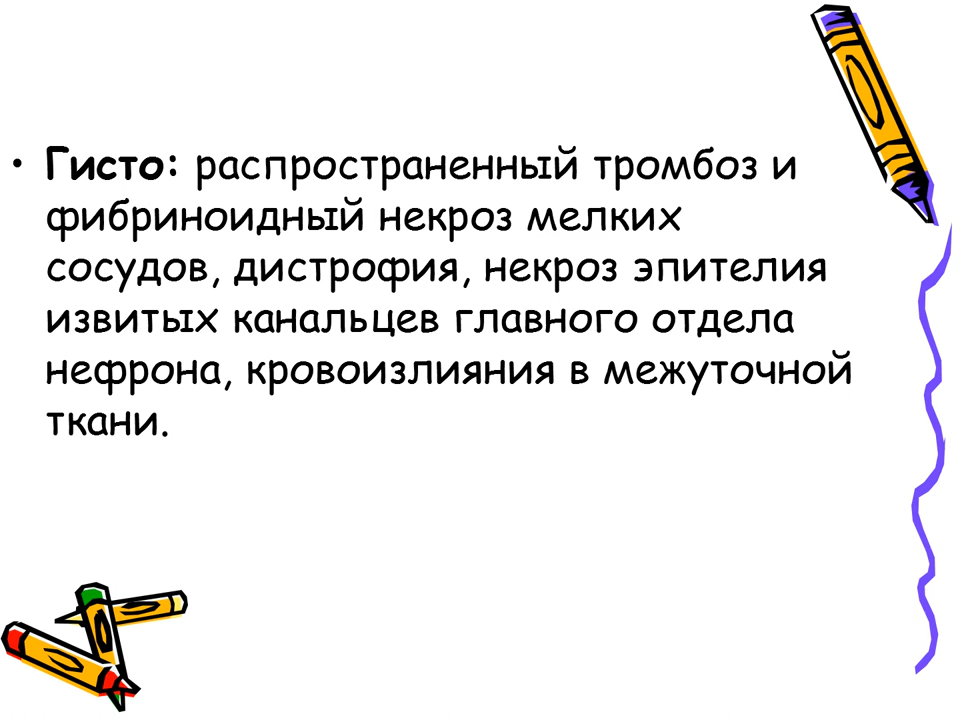 • Гисто: распространенный тромбоз и
фибриноидный некроз мелких
сосудов, дистрофия, некроз эпителия
извитых канальцев главного отдела
нефрона, кровоизлияния в межуточной
ткани.